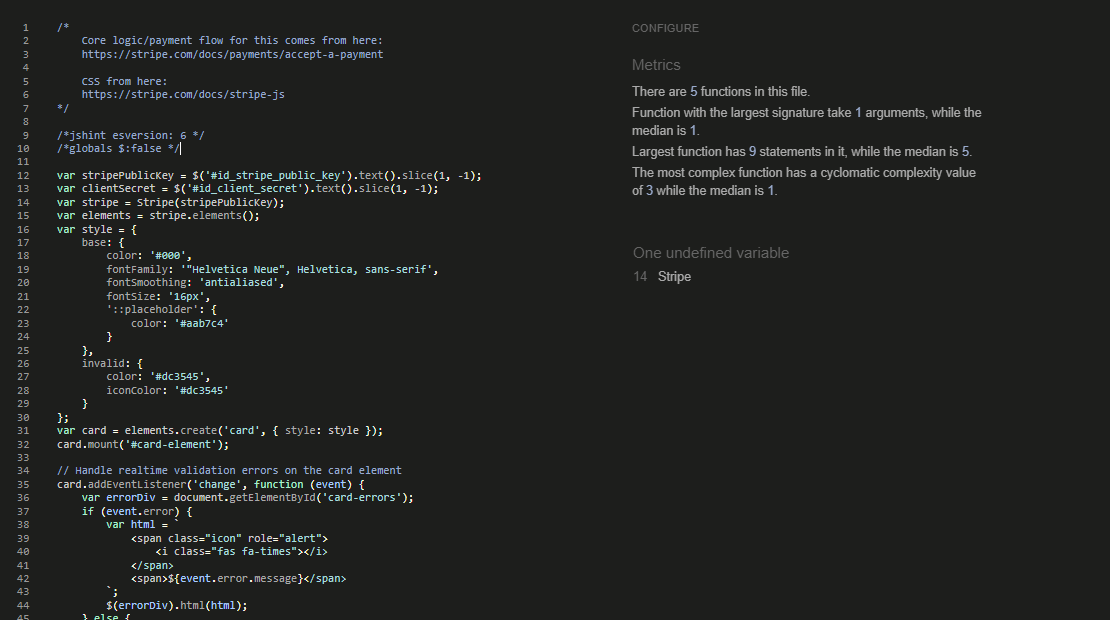 1 /*
2 Core logic/payment flow for this comes from here:
3 https://stripe.com/docs/payments/accept-a-payment
4
5 CSS from here:
6 https://stripe.com/docs/stripe-js
7 */
8
9 /*jshint esversion: 6 */
10 /*globals $:false */
11
12 var stripePublicKey = $('#id_stripe_public_key').text().slice(1, -1);
13 var clientSecret = $('#id_client_secret').text().slice(1, -1);
14 var stripe = Stripe(stripePublicKey);
15 var elements = stripe.elements();
16 var style = {
17 base: {
18 color: '#000',
19 fontFamily: '"Helvetica Neue", Helvetica, sans-serif',
20 fontSmoothing: 'antialiased',
21 fontSize: '16px',
22 '::placeholder': {
23 color: '#aab7c4'
24 }
25 },
26 invalid: {
27 color: '#dc3545',
28 iconColor: '#dc3545'
29 }
30 };
31 var card = elements.create('card', { style: style });
32 card.mount('#card-element');
33
34 // Handle realtime validation errors on the card element
35 card.addEventListener('change', function (event) {
36 var errorDiv = document.getElementById('card-errors');
37 if (event.error) {
38 var html = `
39 <span class="icon" role="alert">
40 <i class="fas fa-times"></i>
41 </span>
42 <span>${event.error.message}</span>
43 `;
44 $(errorDiv).html(html);
45 } else {
CONFIGURE
Metrics
There are 5 functions in this file.
Function with the largest signature take 1 arguments, while the
median is 1.
Largest function has 9 statements in it, while the median is 5.
The most complex function has a cyclomatic complexity value
of 3 while the median is 1.
One undefined variable
14 Stripe